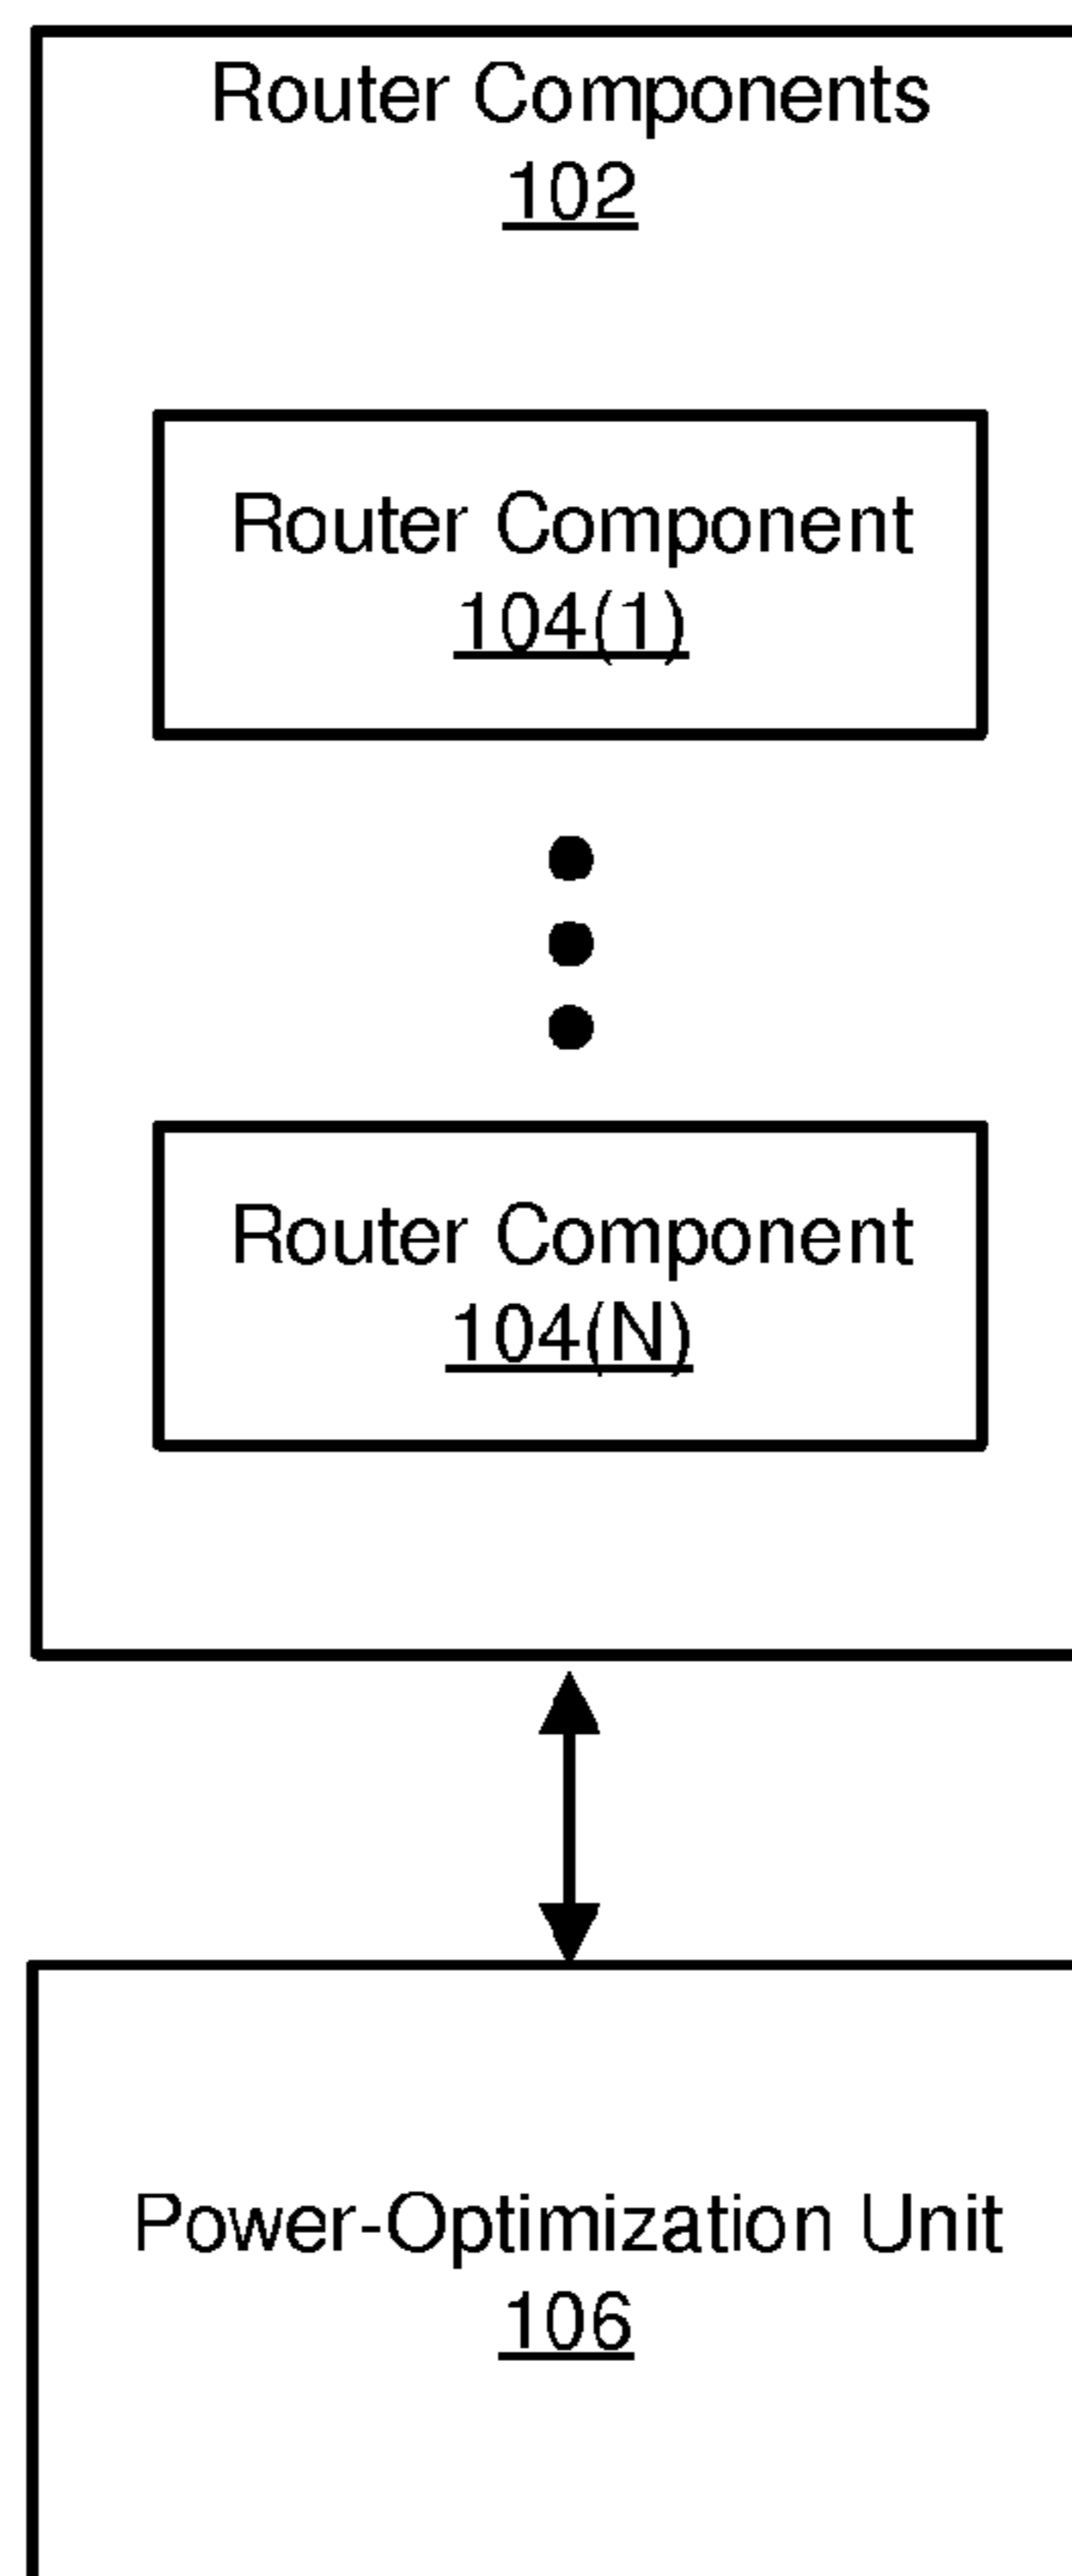 Router Components
102
Router Component
104(1)
Router Component
104(N)
Power-Optimization Unit
106